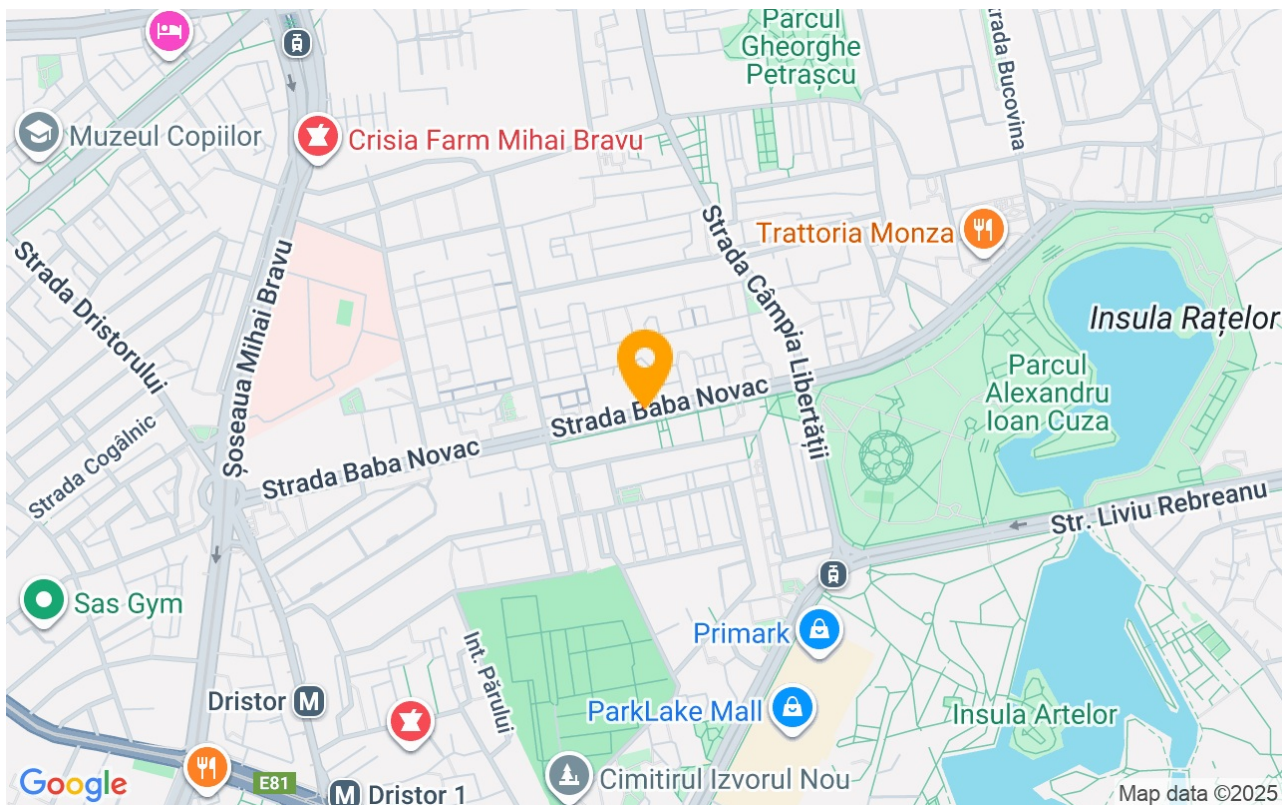 Parcul
Gheorghe
Petrașcu
Strada Bucovina
Muzeul Copiilor
Crisia Farm Mihai Bravu
Trattoria Monza
Strada Câmpia Libertății
Strada Dristorului
Șoseaua Mihai Bravu
Insula Rațelor
Parcul
Alexandru
Ioan Cuza
Strada Baba Novac
Strada Baba Novac
Strada Cogâlnic
Str. Liviu Rebreanu
Sas Gym
Primark
Int. Părului
Dristor M
ParkLake Mall
Insula Artelor
Google
E81
M Dristor 1
Cimitirul Izvorul Nou
Map data ©2025